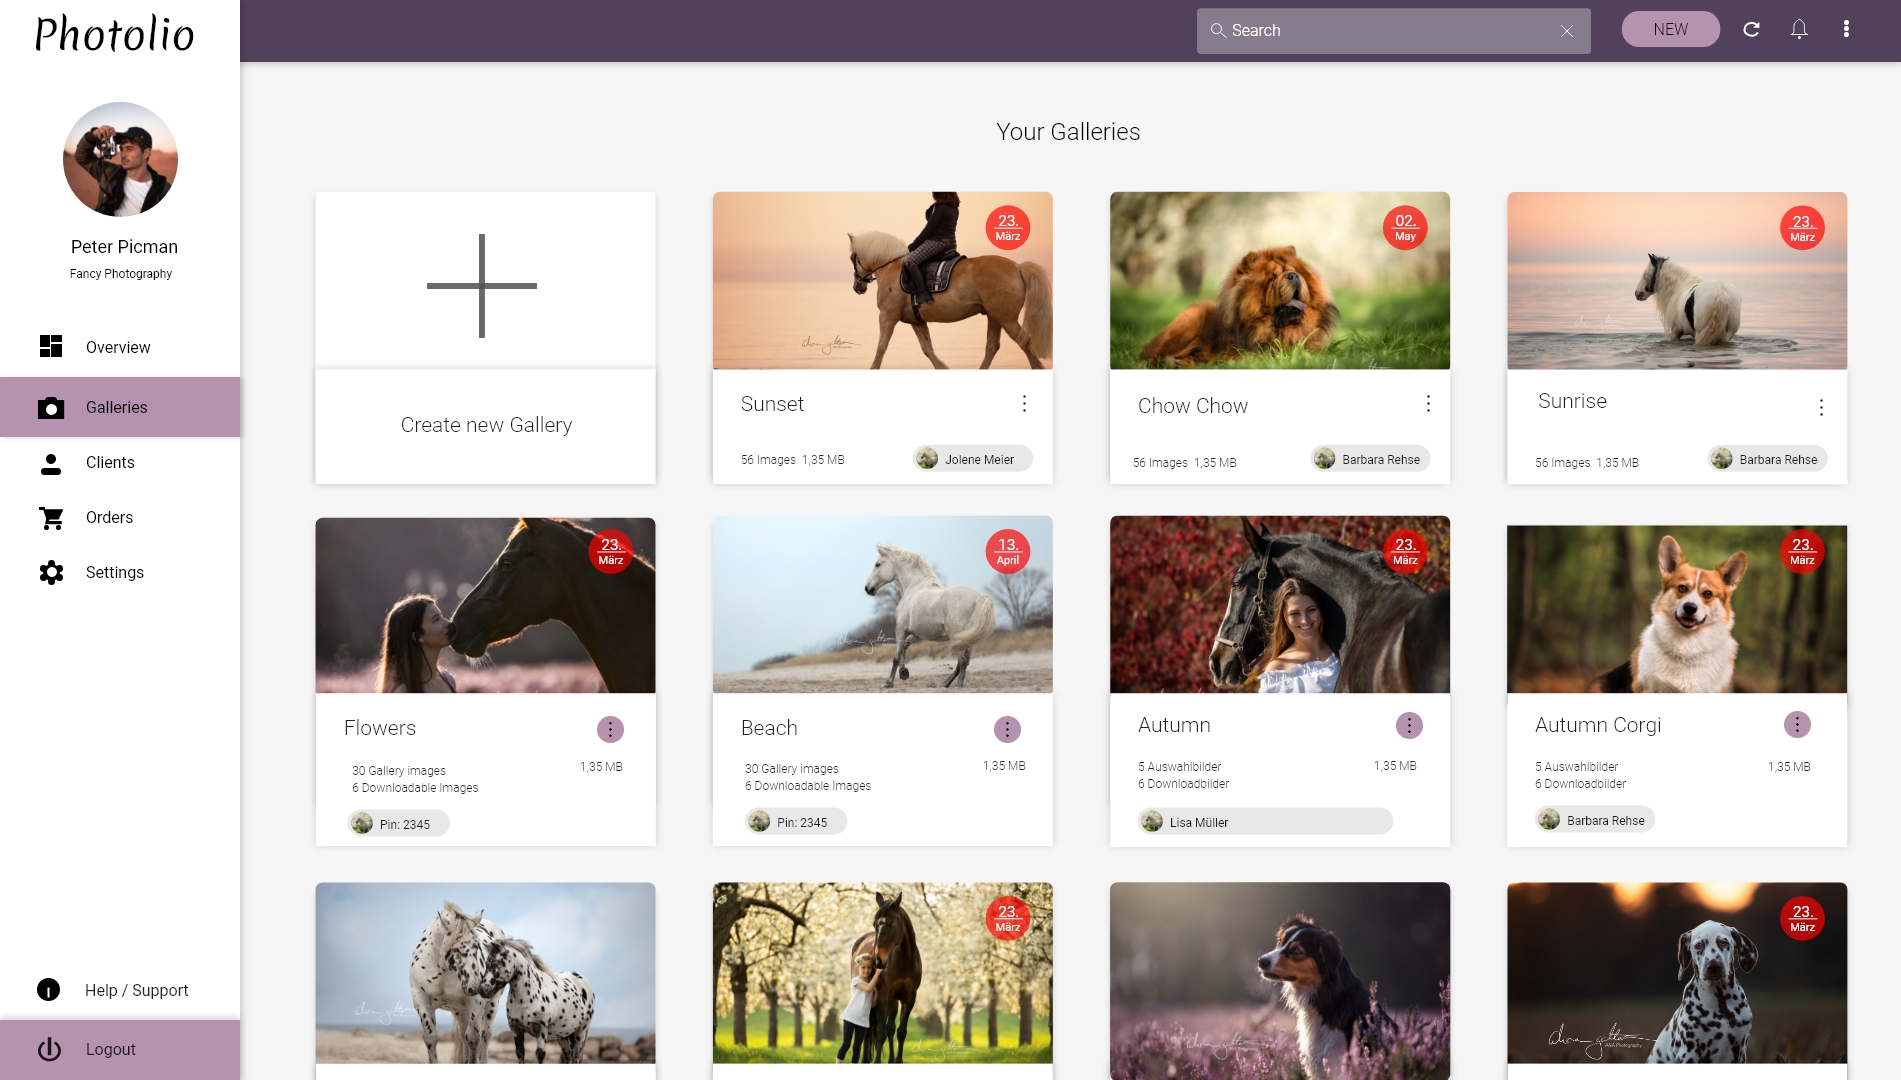 Photolio
Search
NEW
Peter Picman
Fancy Photography
Overview
Galleries
Clients
Orders
Settings
Help / Support
Logout
Your Galleries
Create new Gallery
23.
März
Sunset
56 Images 1,35 MB
Jolene Meier
02.
May
Chow Chow
56 Images 1,35 MB
Barbara Rehse
23.
März
Sunrise
56 Images 1,35 MB
Barbara Rehse
23.
März
Flowers
30 Gallery images
1,35 MB
6 Downloadable Images
Pin: 2345
13.
April
Beach
30 Gallery images
1,35 MB
6 Downloadable Images
Pin: 2345
23.
März
Autumn
5 Auswahlbilder
1,35 MB
6 Downloadbilder
Lisa Müller
23.
März
Autumn Corgi
5 Auswahlbilder
1,35 MB
6 Downloadbilder
Barbara Rehse
23.
März
23.
März